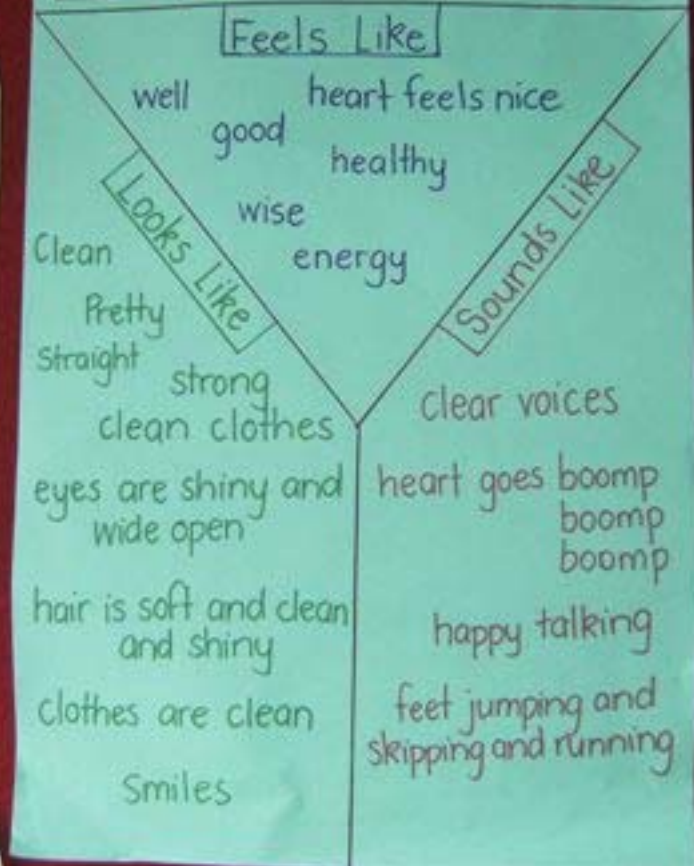 Feels Like
well heart feels nice
good
healthy
wise
energy
Looks Like
Clean
Pretty
Straight
strong
clean clothes
eyes are shiny and
wide open
hair is soft and clean
and shiny
clothes are clean
Smiles
Sounds Like
Clear voices
heart goes boomp
boomp
boomp
happy talking
feet jumping and
skipping and running